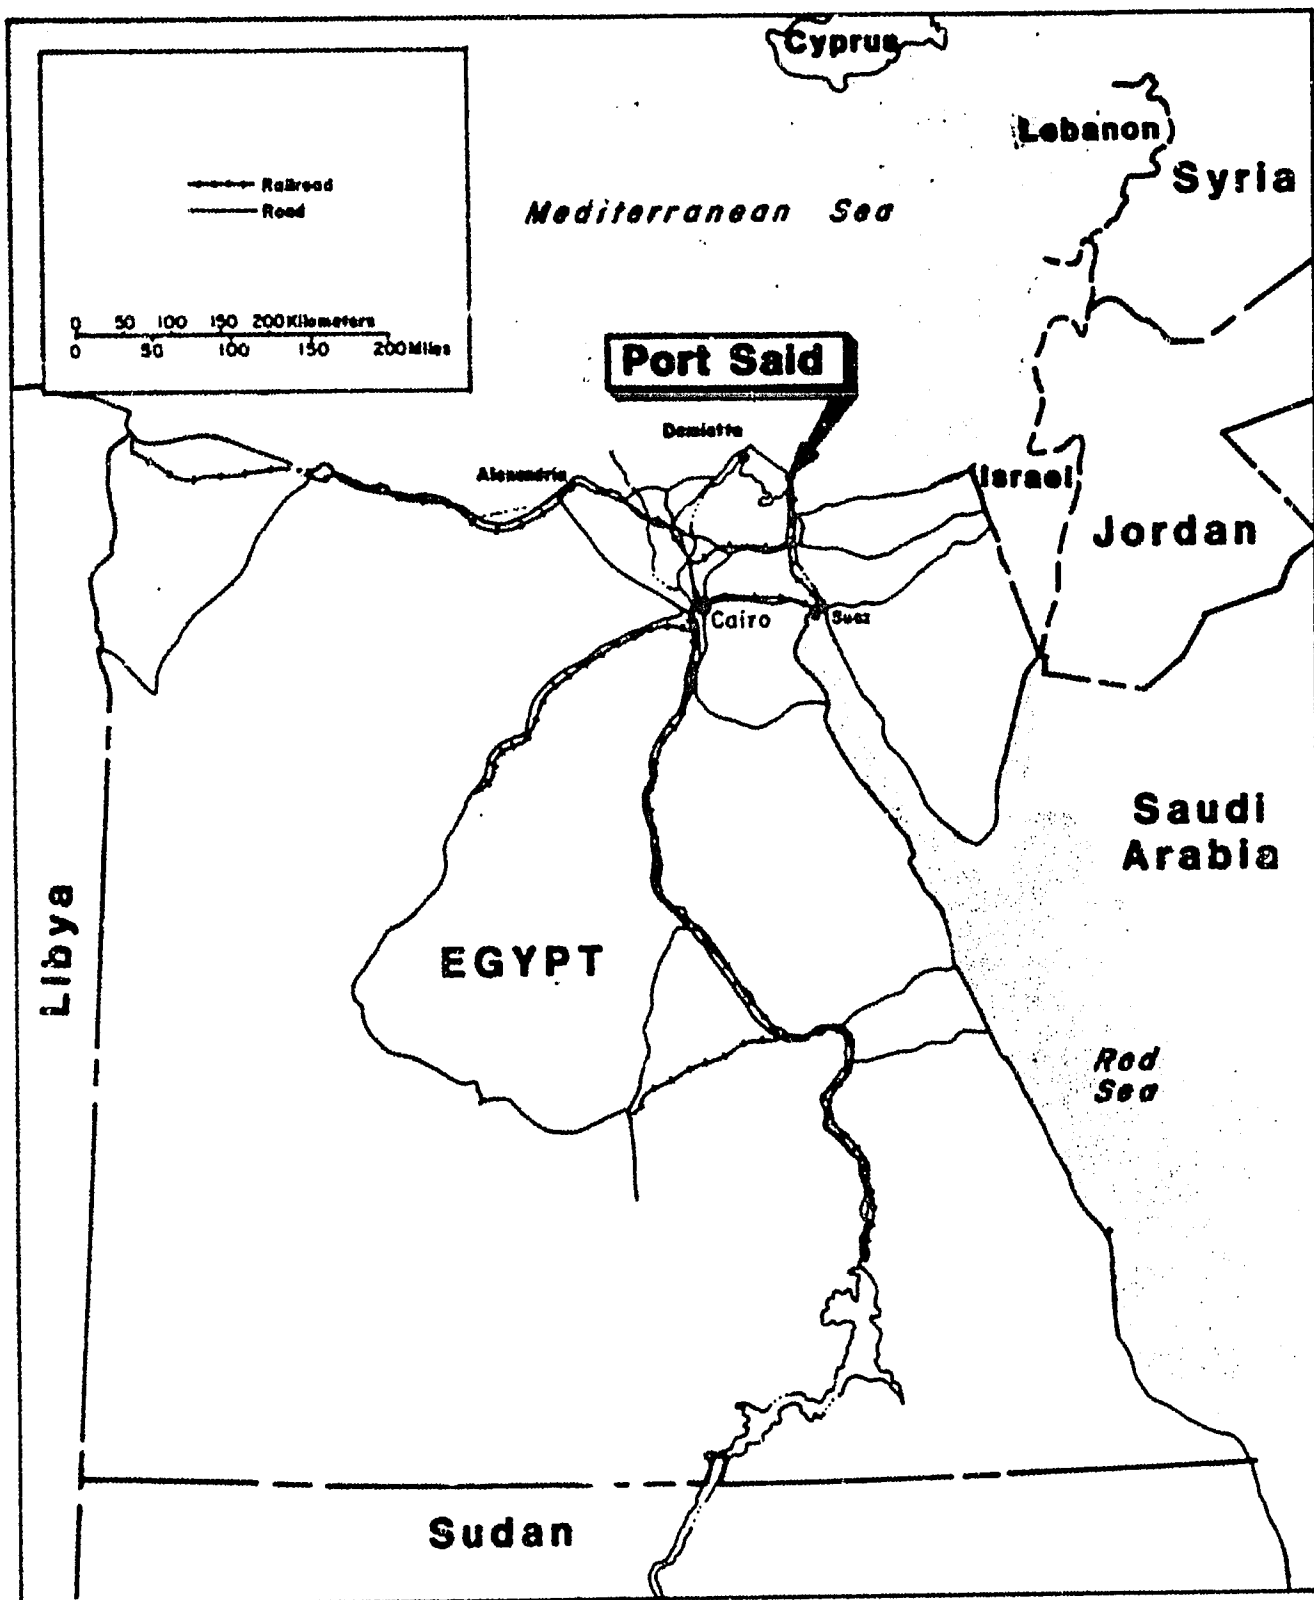 Cyprus
Lebanon
Syria
Railroad
Road
Mediterranean Sea
0 50 100 150 200 Kilometers
0 50 100 150 200 Miles
Port Said
Damietta
Alexandria
Israel
Jordan
Cairo
Suez
Saudi
Arabia
Libya
EGYPT
Red
Sea
Sudan